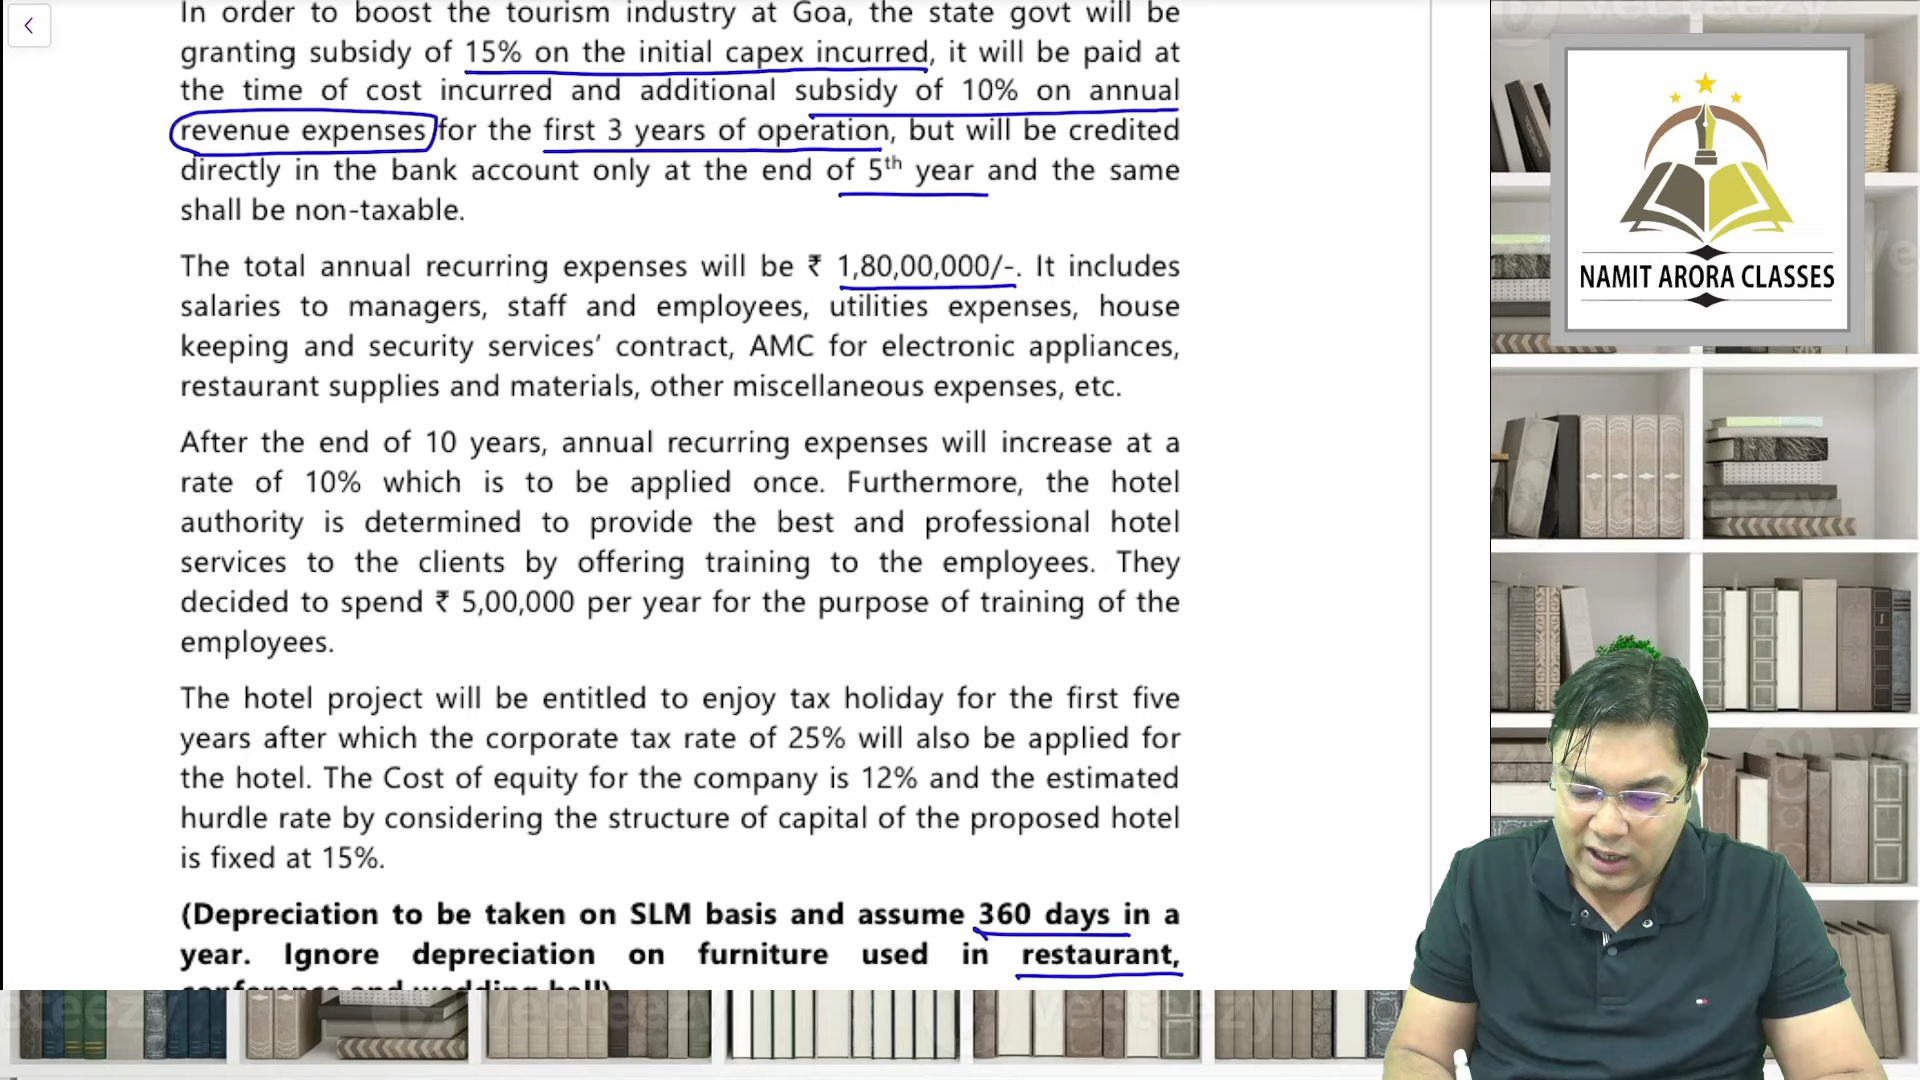 In order to boost the tourism industry at Goa, the state govt will be
granting subsidy of 15% on the initial capex incurred, it will be paid at
the time of cost incurred and additional subsidy of 10% on annual
revenue expenses for the first 3 years of operation, but will be credited
directly in the bank account only at the end of 5th year and the same
shall be non-taxable.
The total annual recurring expenses will be ₹ 1,80,00,000/-. It includes
salaries to managers, staff and employees, utilities expenses, house
keeping and security services’ contract, AMC for electronic appliances,
restaurant supplies and materials, other miscellaneous expenses, etc.
After the end of 10 years, annual recurring expenses will increase at a
rate of 10% which is to be applied once. Furthermore, the hotel
authority is determined to provide the best and professional hotel
services to the clients by offering training to the employees. They
decided to spend ₹ 5,00,000 per year for the purpose of training of the
employees.
The hotel project will be entitled to enjoy tax holiday for the first five
years after which the corporate tax rate of 25% will also be applied for
the hotel. The Cost of equity for the company is 12% and the estimated
hurdle rate by considering the structure of capital of the proposed hotel
is fixed at 15%.
(Depreciation to be taken on SLM basis and assume 360 days in a
year. Ignore depreciation on furniture used in restaurant,
conference and wedding hall)
NAMIT ARORA CLASSES